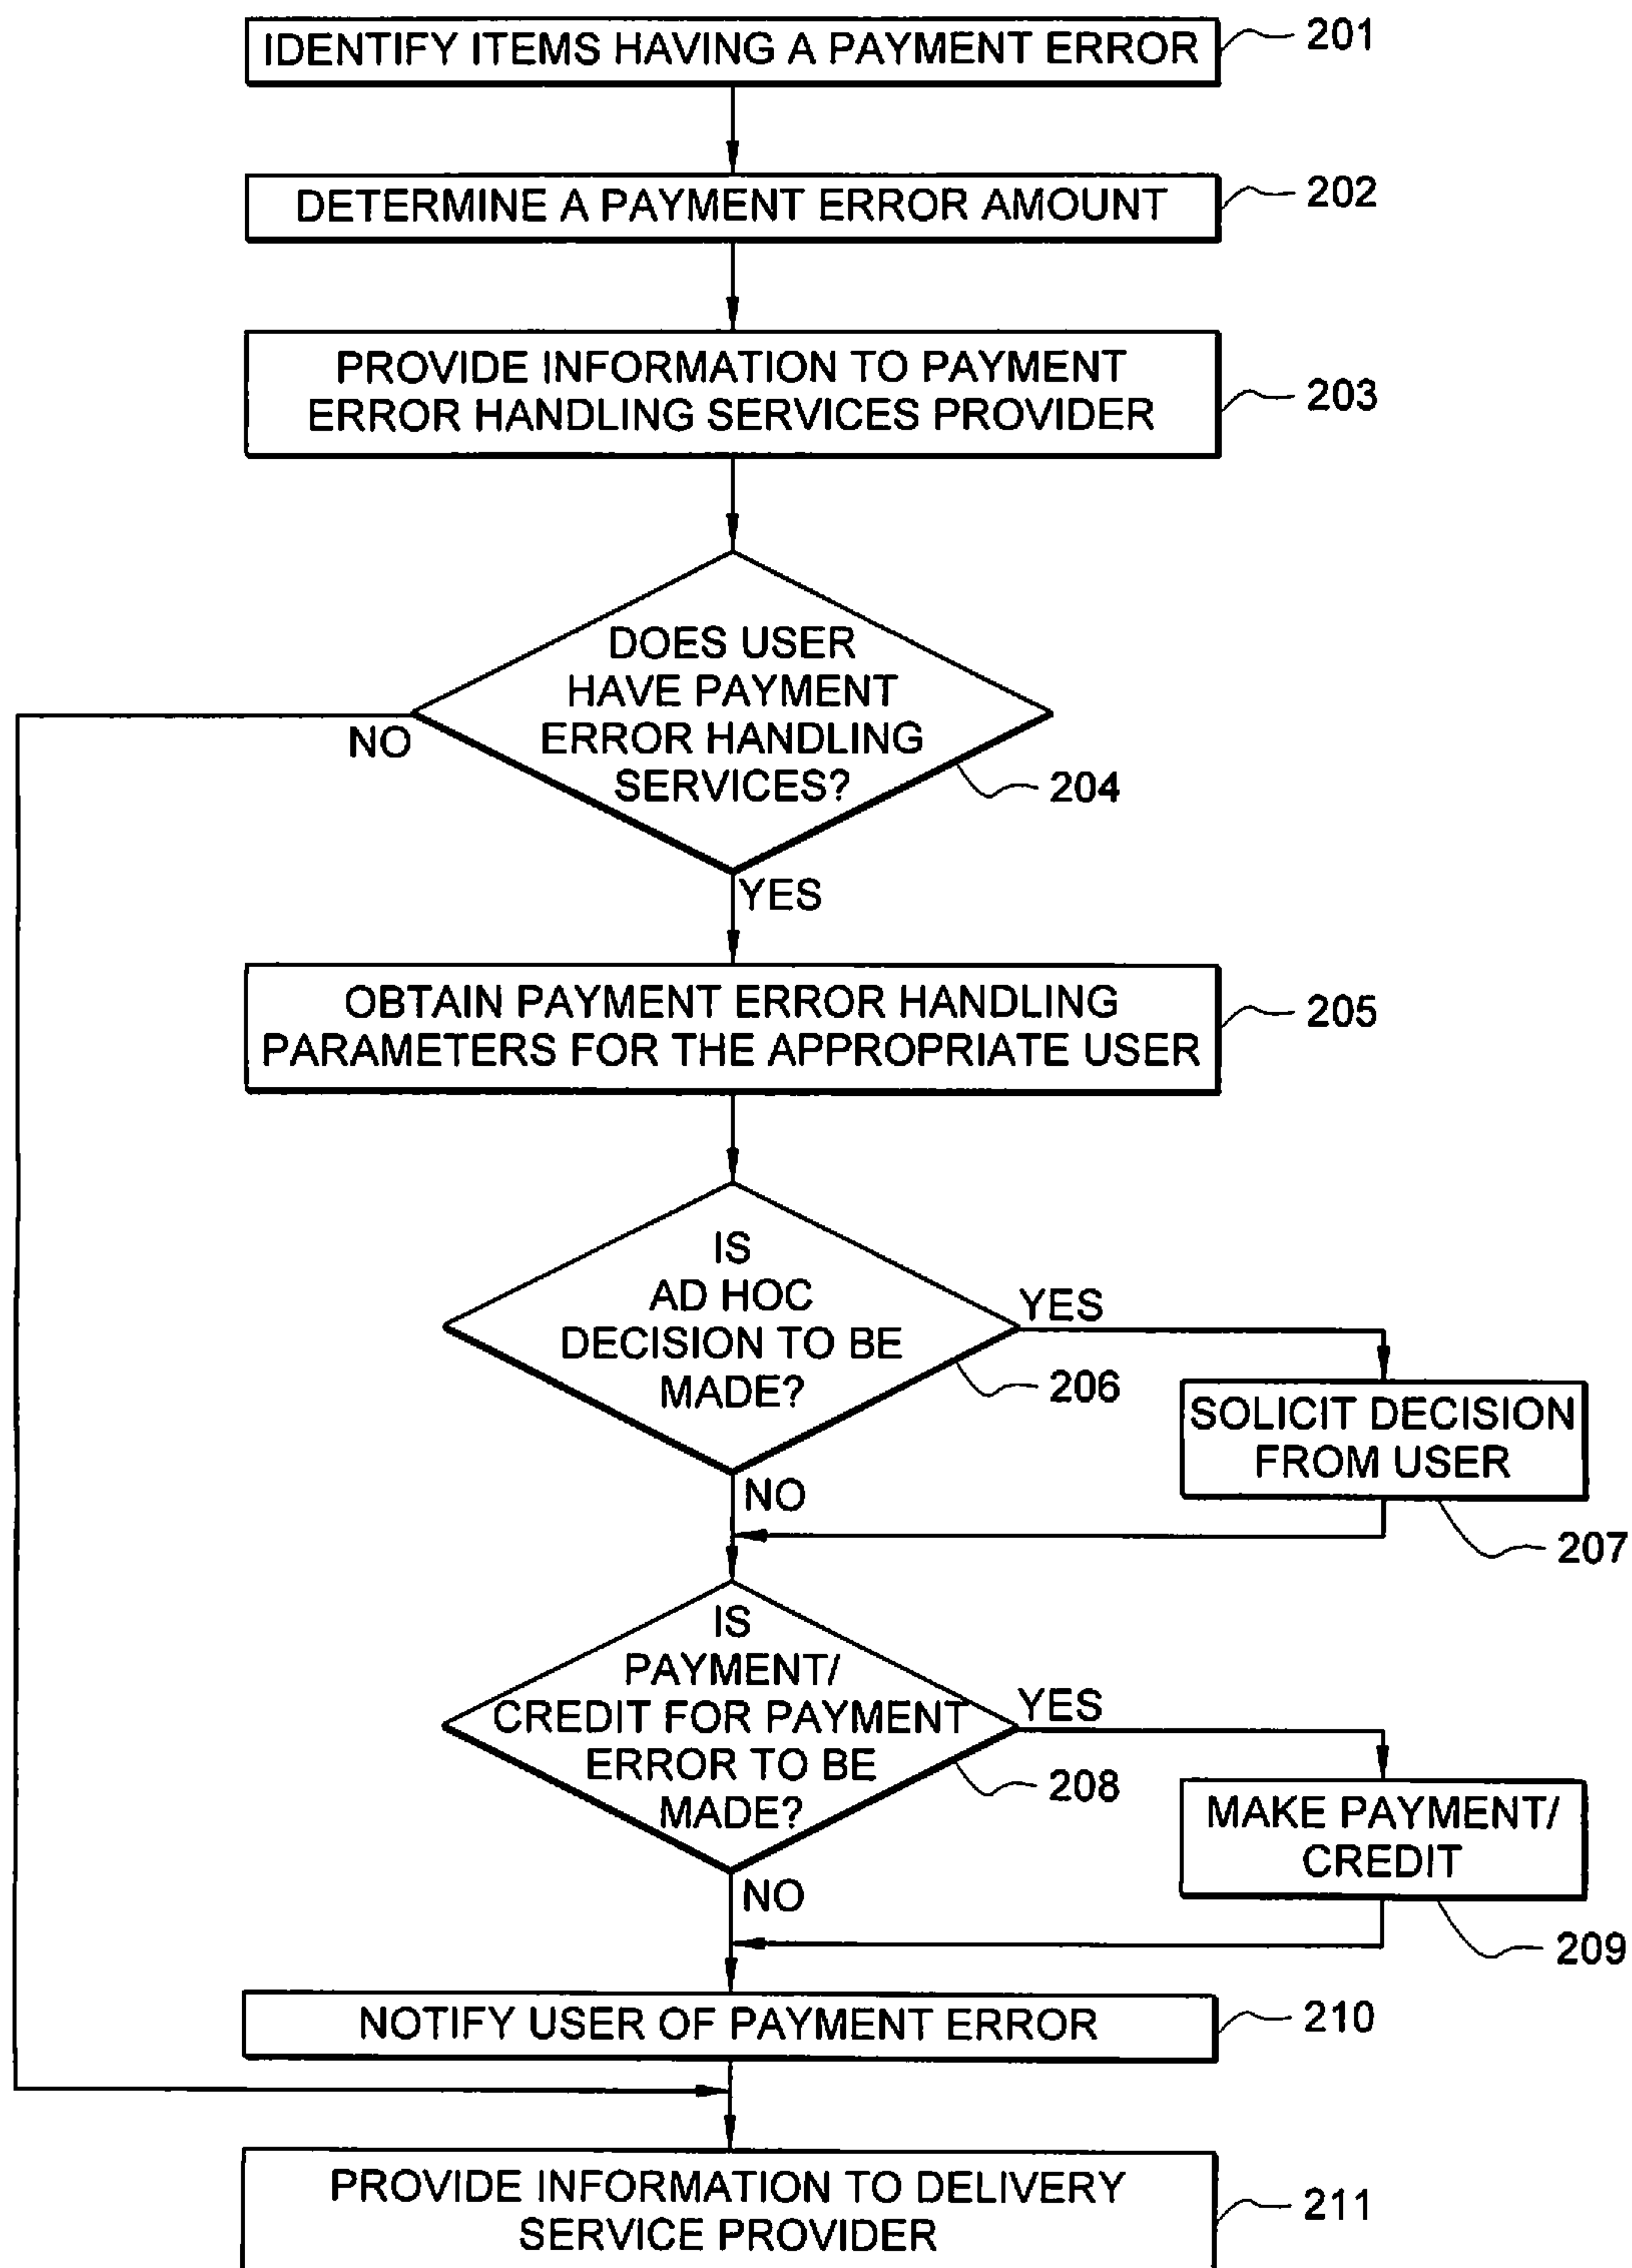 IDENTIFY ITEMS HAVING A PAYMENT ERROR
201
DETERMINE A PAYMENT ERROR AMOUNT
202
PROVIDE INFORMATION TO PAYMENT
ERROR HANDLING SERVICES PROVIDER
203
DOES USER
HAVE PAYMENT
ERROR HANDLING
SERVICES?
204
NO
YES
OBTAIN PAYMENT ERROR HANDLING
PARAMETERS FOR THE APPROPRIATE USER
205
IS
AD HOC
DECISION TO BE
MADE?
206
YES
SOLICIT DECISION
FROM USER
207
NO
IS
PAYMENT/
CREDIT FOR PAYMENT
ERROR TO BE
MADE?
208
YES
MAKE PAYMENT/
CREDIT
209
NO
NOTIFY USER OF PAYMENT ERROR
210
PROVIDE INFORMATION TO DELIVERY
SERVICE PROVIDER
211